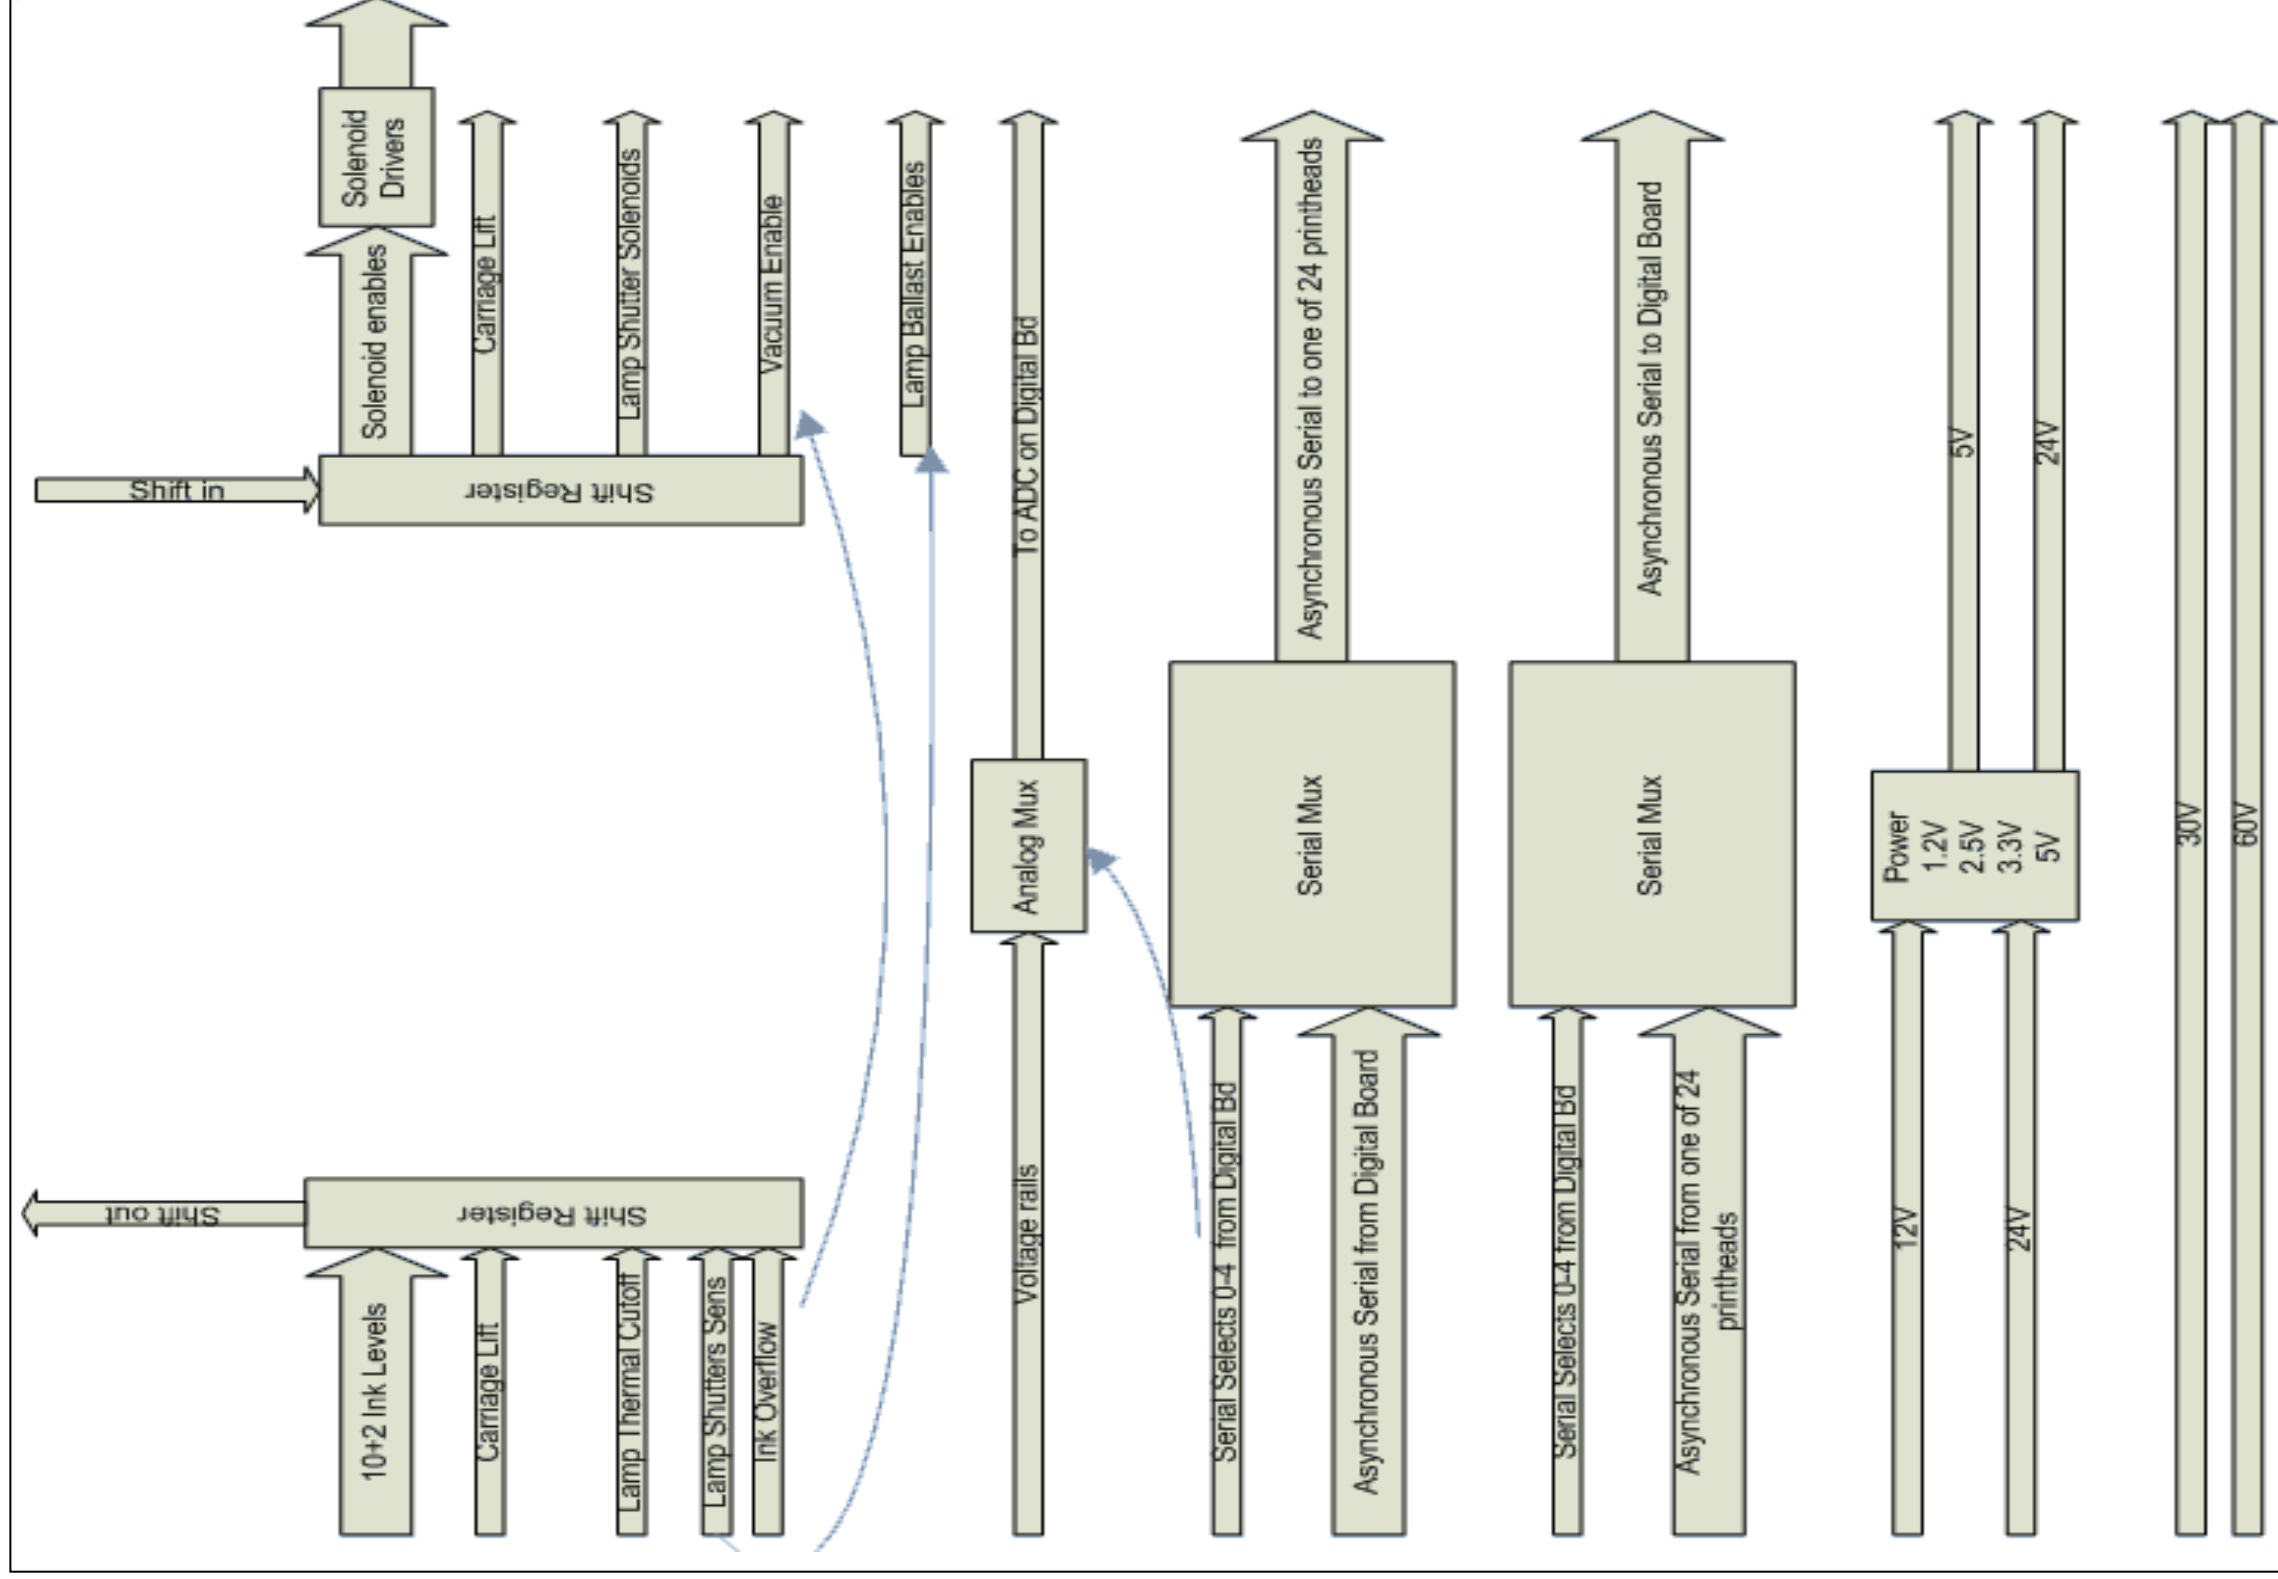 Solenoid
Drivers
Solenoid enables
Carriage Lift
Lamp Shutter Solenoids
Vacuum Enable
Lamp Ballast Enables
To ADC on Digital Bd
Asynchronous Serial to one of 24 printheads
Asynchronous Serial to Digital Board
5V
24V
Shift in
Shift Register
Analog Mux
Serial Mux
Serial Mux
Power
1.2V
2.5V
3.3V
5V
30V
60V
Shift out
Shift Register
10+2 Ink Levels
Carriage Lift
Lamp Thermal Cutoff
Lamp Shutters Sens
Ink Overflow
Voltage rails
Serial Selects 0-4 from Digital Bd
Asynchronous Serial from Digital Board
Serial Selects 0-4 from Digital Bd
Asynchronous Serial from one of 24
printheads
12V
24V